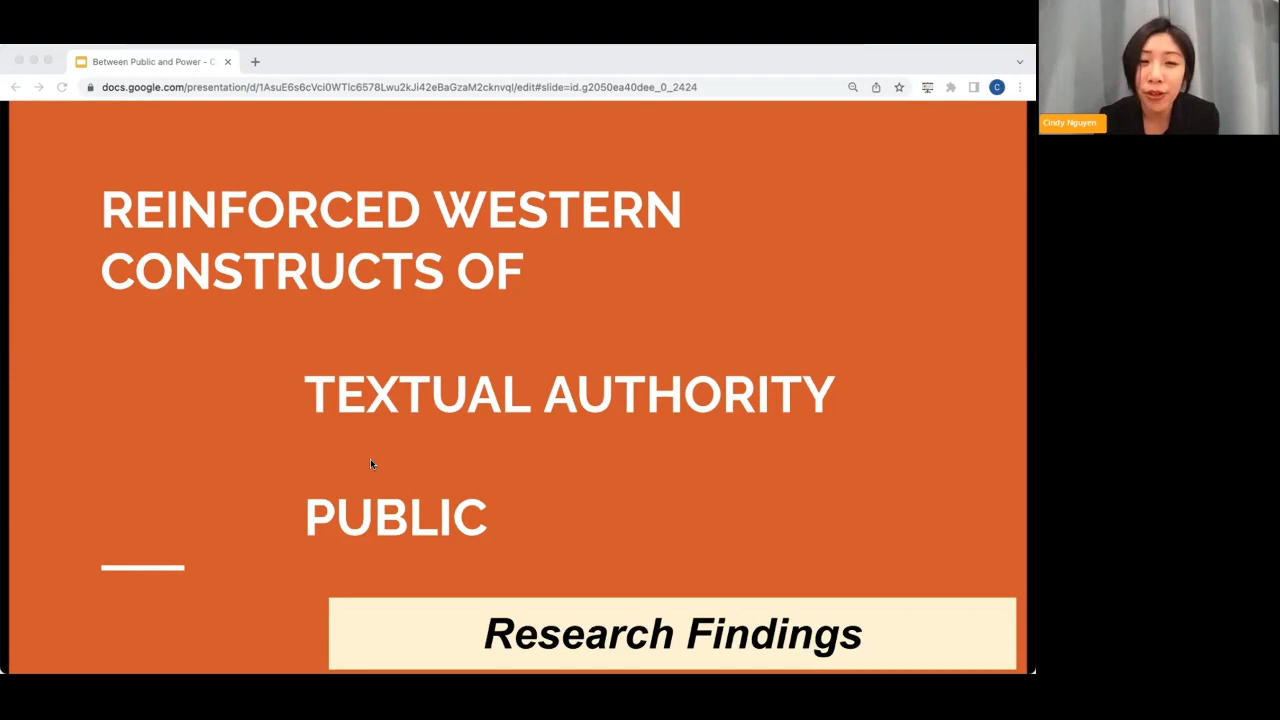 Between Public and Power - C
docs.google.com/presentation/d/1AsuE6s6cVci0WTlc6578Lwu2kJi42eBaGzaM2cknvqI/edit#slide=id.g2050ea40dee_0_2424
C
Cindy Nguyen
REINFORCED WESTERN
CONSTRUCTS OF
TEXTUAL AUTHORITY
PUBLIC
Research Findings